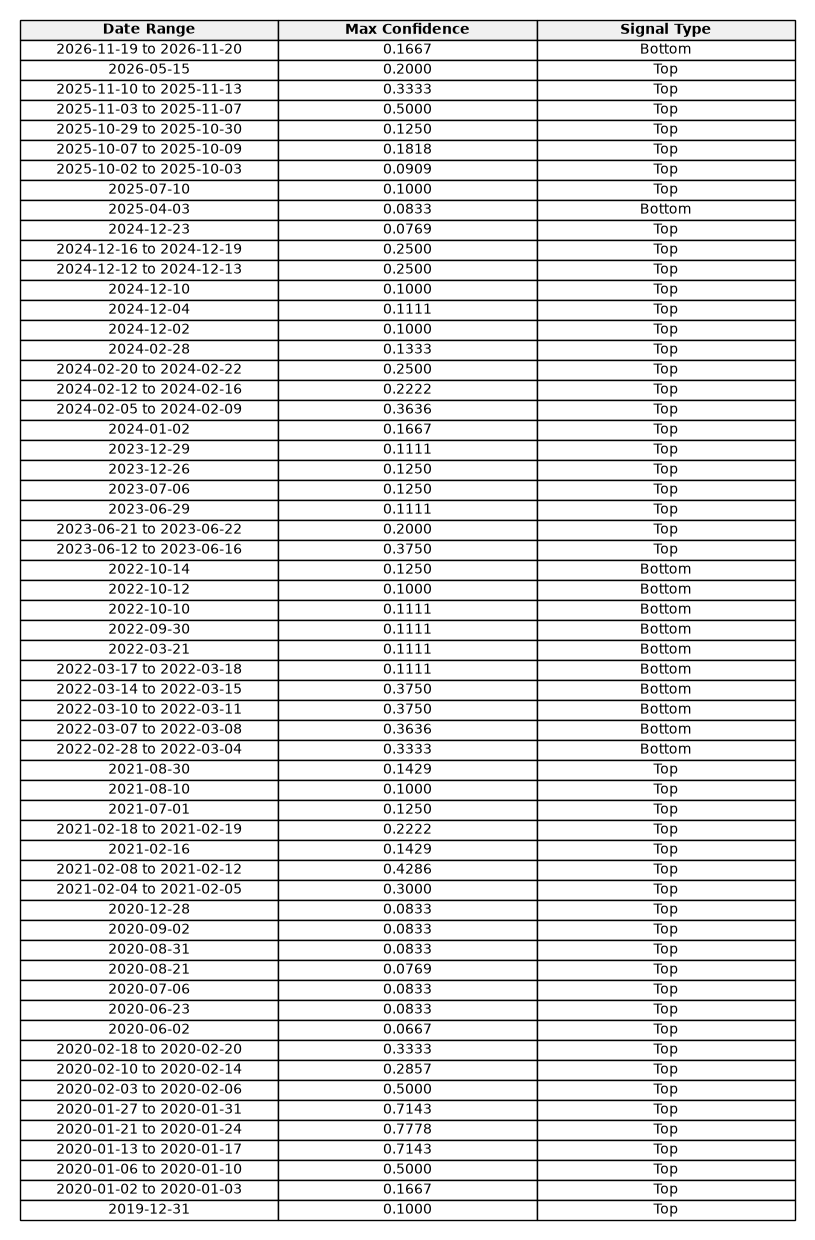 Date Range Max Confidence Signal Type
2026-11-19 to 2026-11-20 0.1667 Bottom
2026-05-15 0.2000 Top
2025-11-10 to 2025-11-13 0.3333 Top
2025-11-03 to 2025-11-07 0.5000 Top
2025-10-29 to 2025-10-30 0.1250 Top
2025-10-07 to 2025-10-09 0.1818 Top
2025-10-02 to 2025-10-03 0.0909 Top
2025-07-10 0.1000 Top
2025-04-03 0.0833 Bottom
2024-12-23 0.0769 Top
2024-12-16 to 2024-12-19 0.2500 Top
2024-12-12 to 2024-12-13 0.2500 Top
2024-12-10 0.1000 Top
2024-12-04 0.1111 Top
2024-12-02 0.1000 Top
2024-02-28 0.1333 Top
2024-02-20 to 2024-02-22 0.2500 Top
2024-02-12 to 2024-02-16 0.2222 Top
2024-02-05 to 2024-02-09 0.3636 Top
2024-01-02 0.1667 Top
2023-12-29 0.1111 Top
2023-12-26 0.1250 Top
2023-07-06 0.1250 Top
2023-06-29 0.1111 Top
2023-06-21 to 2023-06-22 0.2000 Top
2023-06-12 to 2023-06-16 0.3750 Top
2022-10-14 0.1250 Bottom
2022-10-12 0.1000 Bottom
2022-10-10 0.1111 Bottom
2022-09-30 0.1111 Bottom
2022-03-21 0.1111 Bottom
2022-03-17 to 2022-03-18 0.1111 Bottom
2022-03-14 to 2022-03-15 0.3750 Bottom
2022-03-10 to 2022-03-11 0.3750 Bottom
2022-03-07 to 2022-03-08 0.3636 Bottom
2022-02-28 to 2022-03-04 0.3333 Bottom
2021-08-30 0.1429 Top
2021-08-10 0.1000 Top
2021-07-01 0.1250 Top
2021-02-18 to 2021-02-19 0.2222 Top
2021-02-16 0.1429 Top
2021-02-08 to 2021-02-12 0.4286 Top
2021-02-04 to 2021-02-05 0.3000 Top
2020-12-28 0.0833 Top
2020-09-02 0.0833 Top
2020-08-31 0.0833 Top
2020-08-21 0.0769 Top
2020-07-06 0.0833 Top
2020-06-23 0.0833 Top
2020-06-02 0.0667 Top
2020-02-18 to 2020-02-20 0.3333 Top
2020-02-10 to 2020-02-14 0.2857 Top
2020-02-03 to 2020-02-06 0.5000 Top
2020-01-27 to 2020-01-31 0.7143 Top
2020-01-21 to 2020-01-24 0.7778 Top
2020-01-13 to 2020-01-17 0.7143 Top
2020-01-06 to 2020-01-10 0.5000 Top
2020-01-02 to 2020-01-03 0.1667 Top
2019-12-31 0.1000 Top